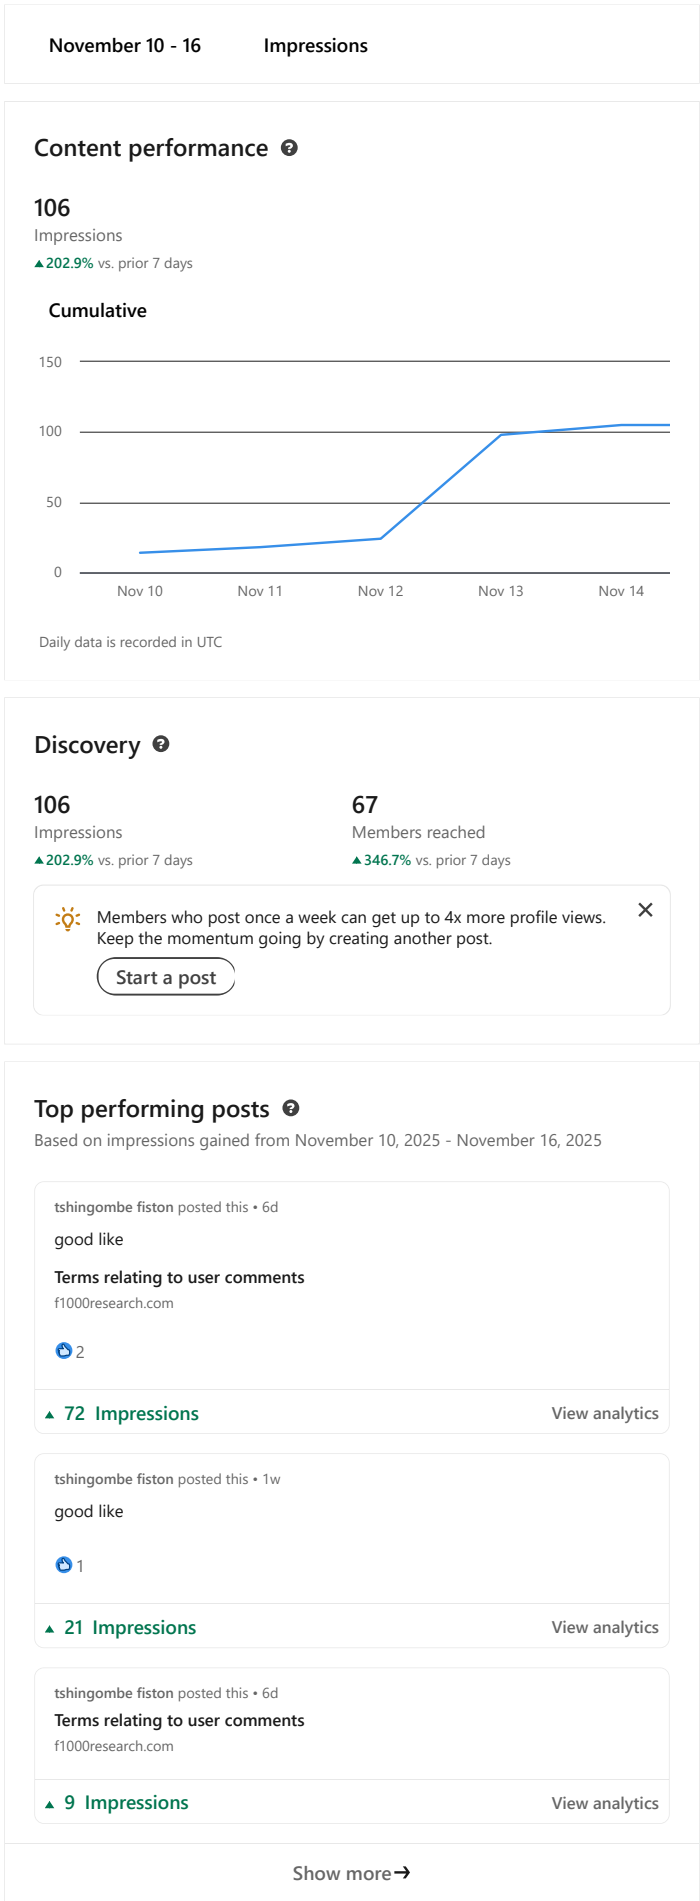 November 10 - 16 Impressions
Content performance
106
Impressions
▲202.9% vs. prior 7 days
Cumulative
150
100
50
0
Nov 10 Nov 11 Nov 12 Nov 13 Nov 14
Daily data is recorded in UTC
Discovery
106 67
Impressions Members reached
▲202.9% vs. prior 7 days ▲346.7% vs. prior 7 days
Members who post once a week can get up to 4x more profile views.
Keep the momentum going by creating another post.
Start a post
Top performing posts
Based on impressions gained from November 10, 2025 - November 16, 2025
tshingombe fiston posted this • 6d
good like
Terms relating to user comments
f1000research.com
2
▲ 72 Impressions View analytics
tshingombe fiston posted this • 1w
good like
1
▲ 21 Impressions View analytics
tshingombe fiston posted this • 6d
Terms relating to user comments
f1000research.com
▲ 9 Impressions View analytics
Show more→